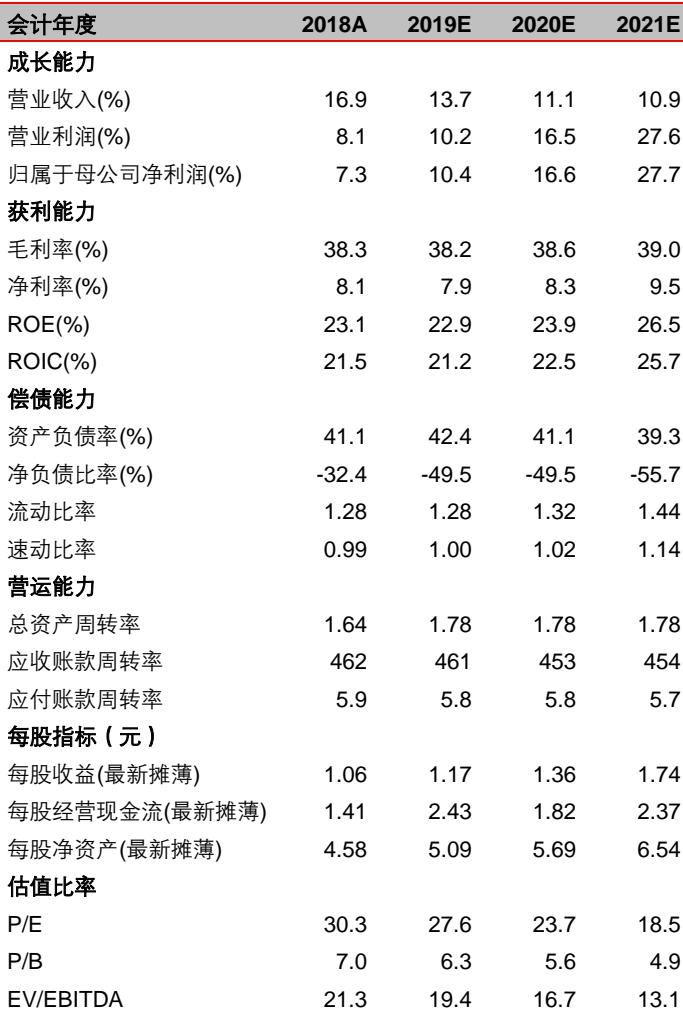 会计年度 2018A 2019E 2020E 2021E
成长能力
营业收入(%) 16.9 13.7 11.1 10.9
营业利润(%) 8.1 10.2 16.5 27.6
归属于母公司净利润(%) 7.3 10.4 16.6 27.7
获利能力
毛利率(%) 38.3 38.2 38.6 39.0
净利率(%) 8.1 7.9 8.3 9.5
ROE(%) 23.1 22.9 23.9 26.5
ROIC(%) 21.5 21.2 22.5 25.7
偿债能力
资产负债率(%) 41.1 42.4 41.1 39.3
净负债比率(%) -32.4 -49.5 -49.5 -55.7
流动比率 1.28 1.28 1.32 1.44
速动比率 0.99 1.00 1.02 1.14
营运能力
总资产周转率 1.64 1.78 1.78 1.78
应收账款周转率 462 461 453 454
应付账款周转率 5.9 5.8 5.8 5.7
每股指标（元）
每股收益(最新摊薄) 1.06 1.17 1.36 1.74
每股经营现金流(最新摊薄) 1.41 2.43 1.82 2.37
每股净资产(最新摊薄) 4.58 5.09 5.69 6.54
估值比率
P/E 30.3 27.6 23.7 18.5
P/B 7.0 6.3 5.6 4.9
EV/EBITDA 21.3 19.4 16.7 13.1